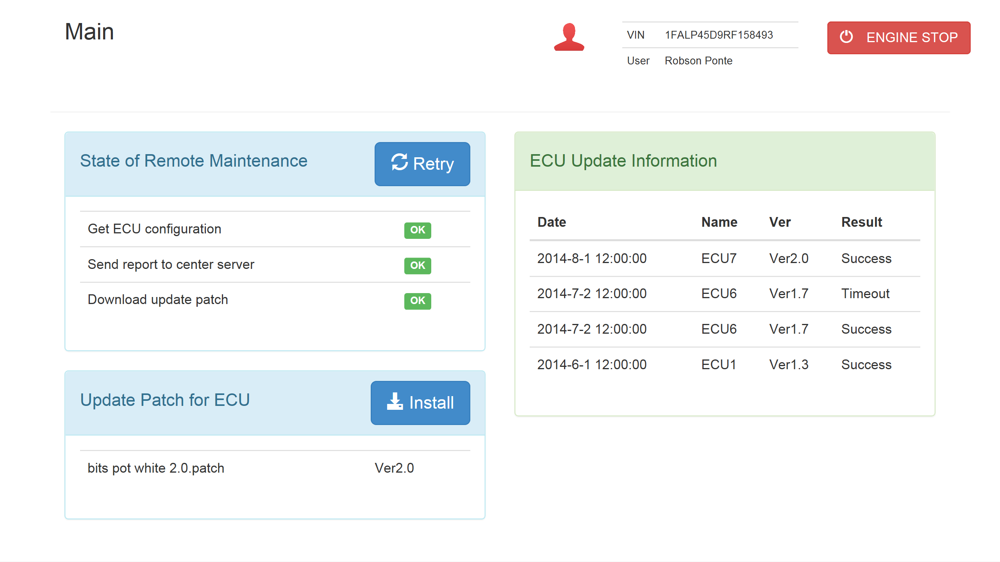 Main
VIN 1FALP45D9RF158493
User Robson Ponte
ENGINE STOP
State of Remote Maintenance
Retry
Get ECU configuration OK
Send report to center server OK
Download update patch OK
Update Patch for ECU
Install
bits pot white 2.0.patch Ver2.0
ECU Update Information
Date Name Ver Result
2014-8-1 12:00:00 ECU7 Ver2.0 Success
2014-7-2 12:00:00 ECU6 Ver1.7 Timeout
2014-7-2 12:00:00 ECU6 Ver1.7 Success
2014-6-1 12:00:00 ECU1 Ver1.3 Success